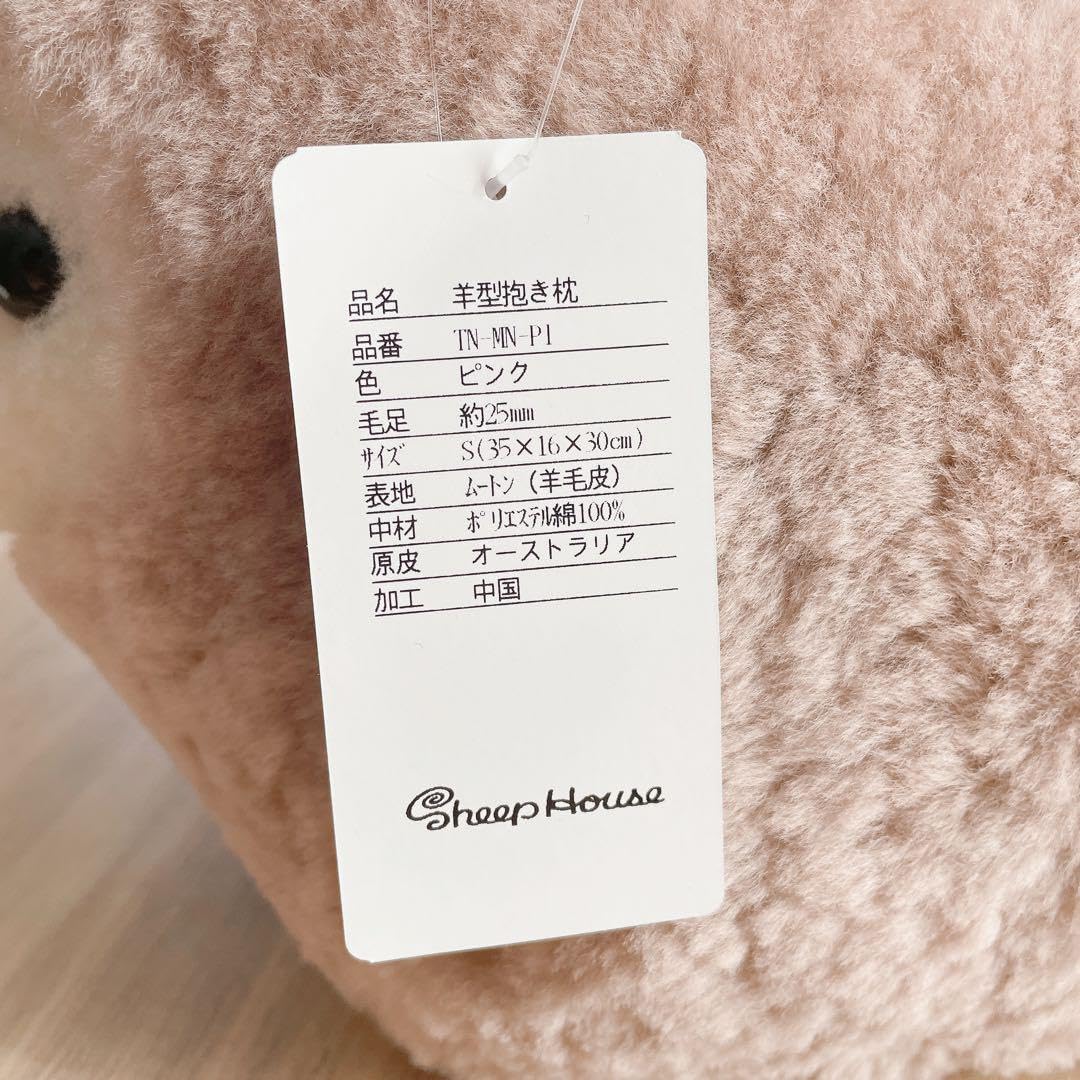 品名 羊型抱き枕
品番 TN-MN-PI
色 ピンク
毛足 約25mm
ｻｲｽﾞ S(35×16×30cm)
表地 ﾑｰﾄﾝ（羊毛皮）
中材 ﾎﾟﾘｴｽﾃﾙ綿100%
原皮 オーストラリア
加工 中国
Sheep House